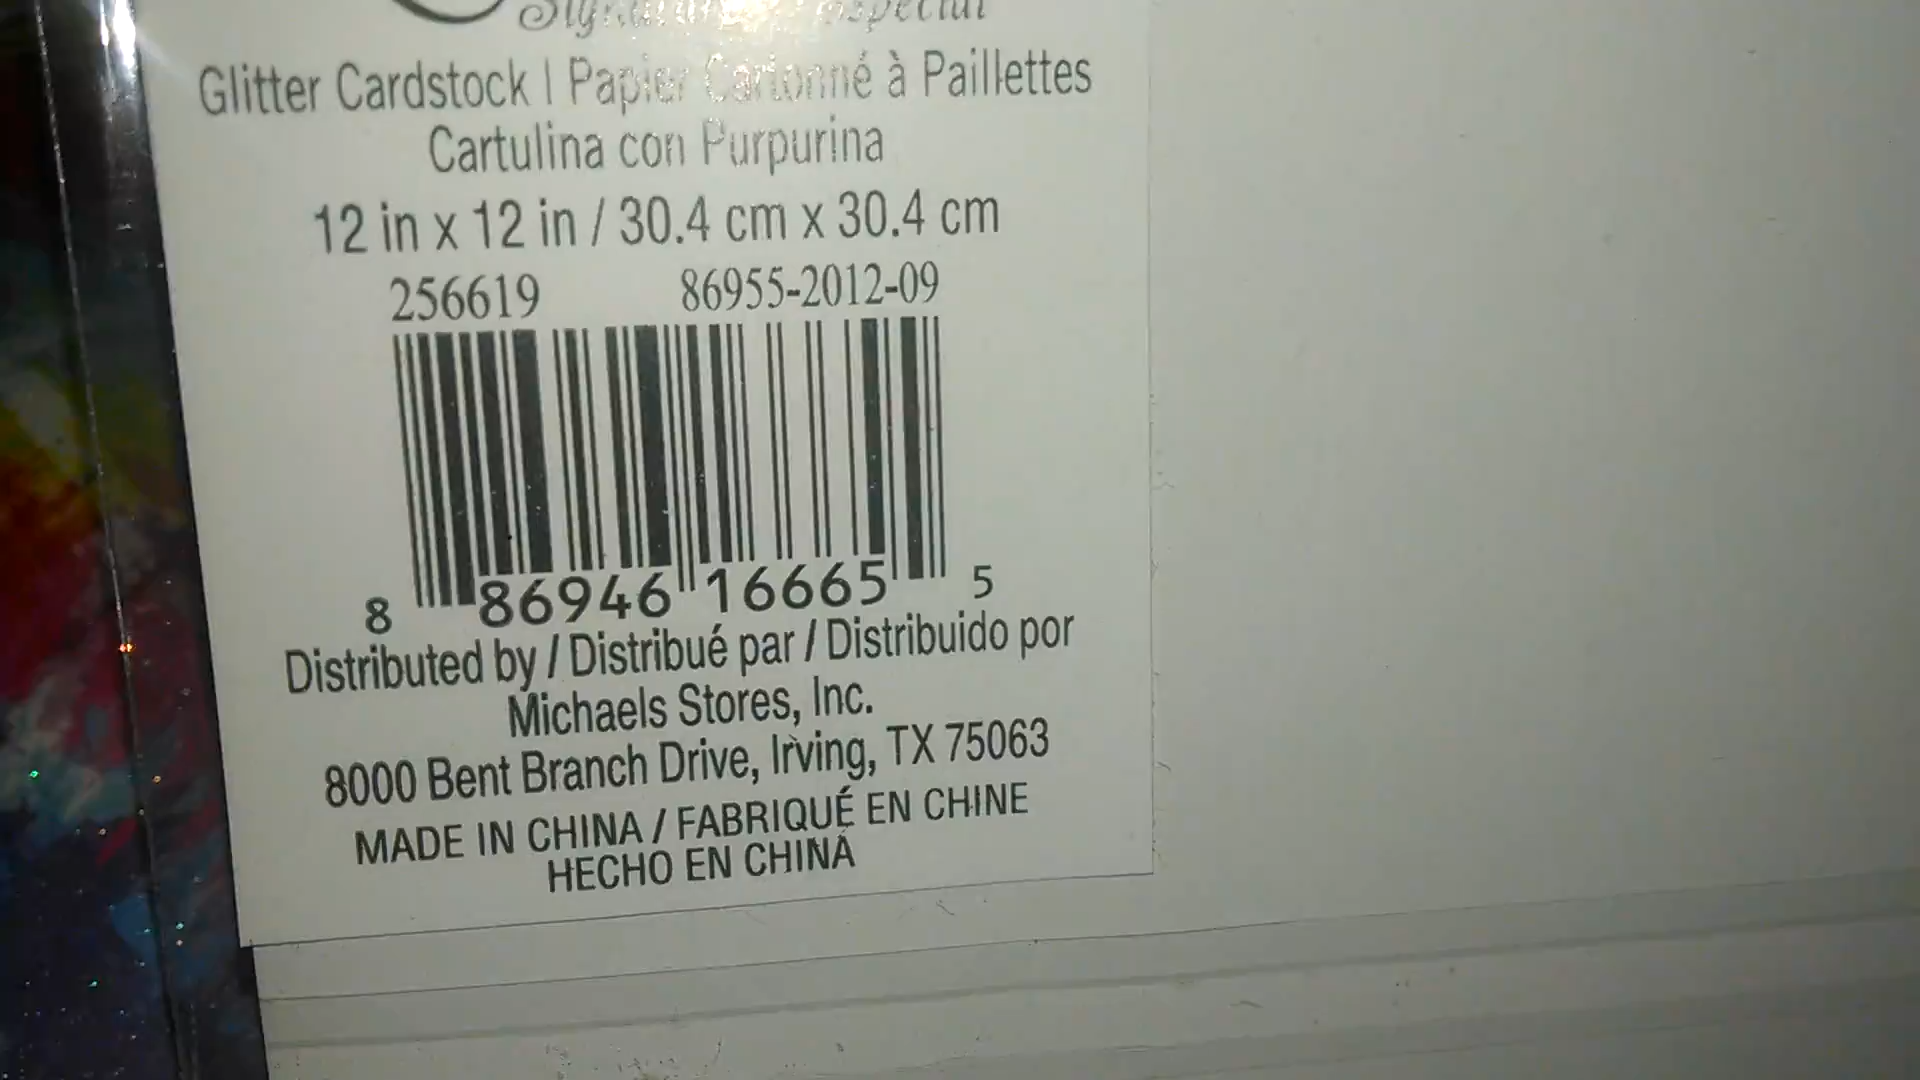 Glitter Cardstock | Papier Cartonné à Paillettes
Cartulina con Purpurina
12 in x 12 in / 30.4 cm x 30.4 cm
256619 86955-2012-09
8 86946 16665 5
Distributed by / Distribué par / Distribuido por
Michaels Stores, Inc.
8000 Bent Branch Drive, Irving, TX 75063
MADE IN CHINA / FABRIQUÉ EN CHINE
HECHO EN CHINA